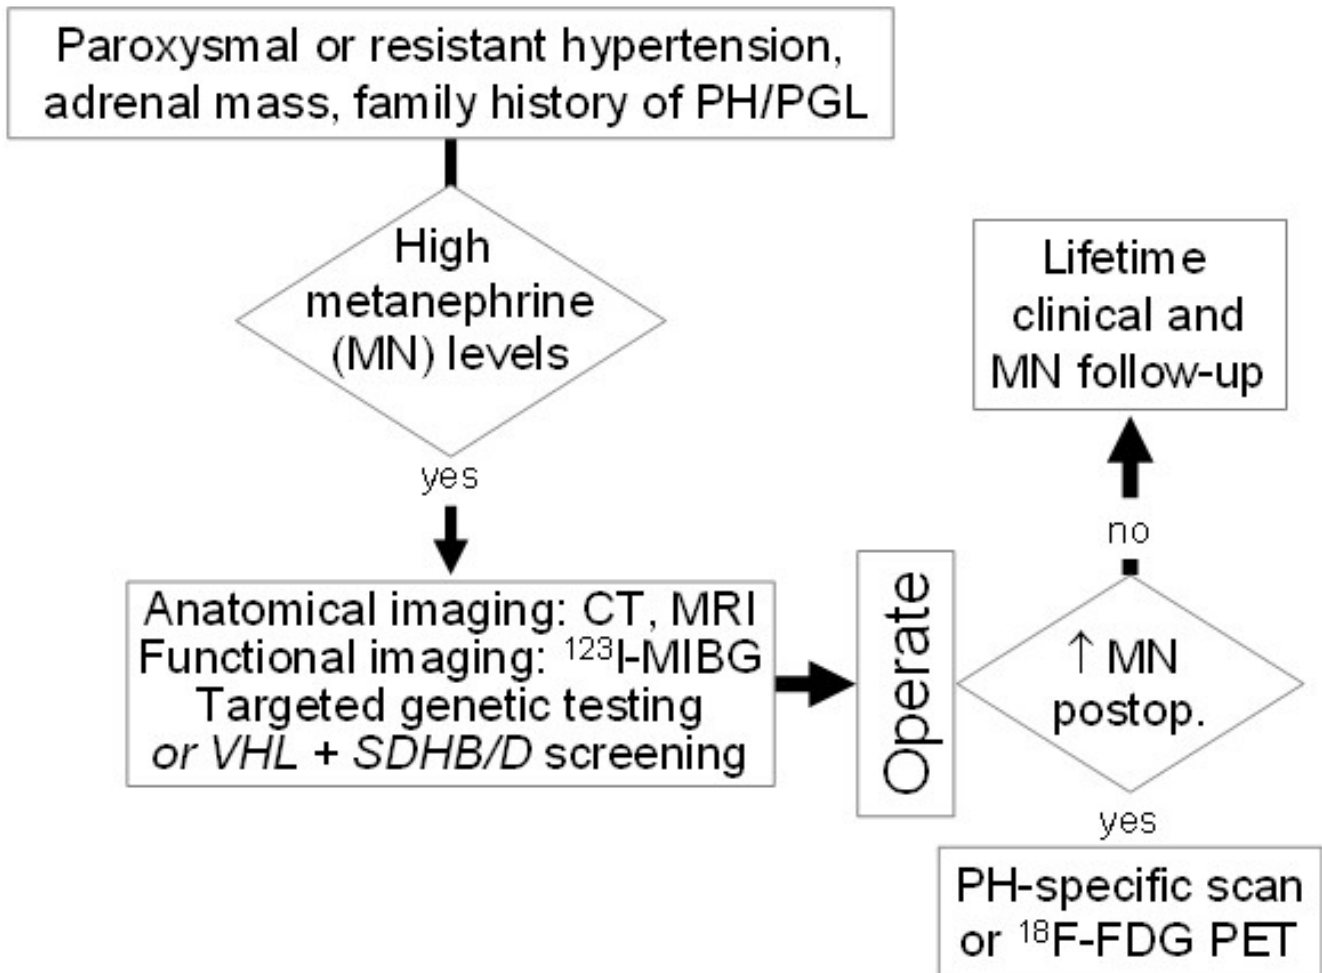 Paroxysmal or resistant hypertension,
adrenal mass, family history of PH/PGL
High
metanephrine
(MN) levels
yes
Anatomical imaging: CT, MRI
Functional imaging: ¹²³I-MIBG
Targeted genetic testing
or VHL + SDHB/D screening
Operate
↑ MN
postop.
no
Lifetime
clinical and
MN follow-up
yes
PH-specific scan
or ¹⁸F-FDG PET